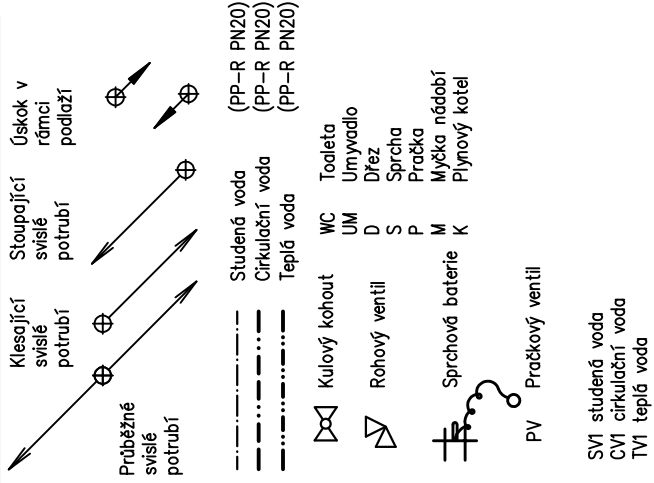 Průběžné
svislé
potrubí
Klesající
svislé
potrubí
Stoupající
svislé
potrubí
Úskok v
rámci
podlaží
Studená voda (PP-R PN20)
Cirkulační voda (PP-R PN20)
Teplá voda (PP-R PN20)
Kulový kohout
Rohový ventil
Sprchová baterie
PV Pračkový ventil
WC Toaleta
UM Umyvadlo
D Dřez
S Sprcha
P Pračka
M Myčka nádobí
K Plynový kotel
SV1 studená voda
CV1 cirkulační voda
TV1 teplá voda